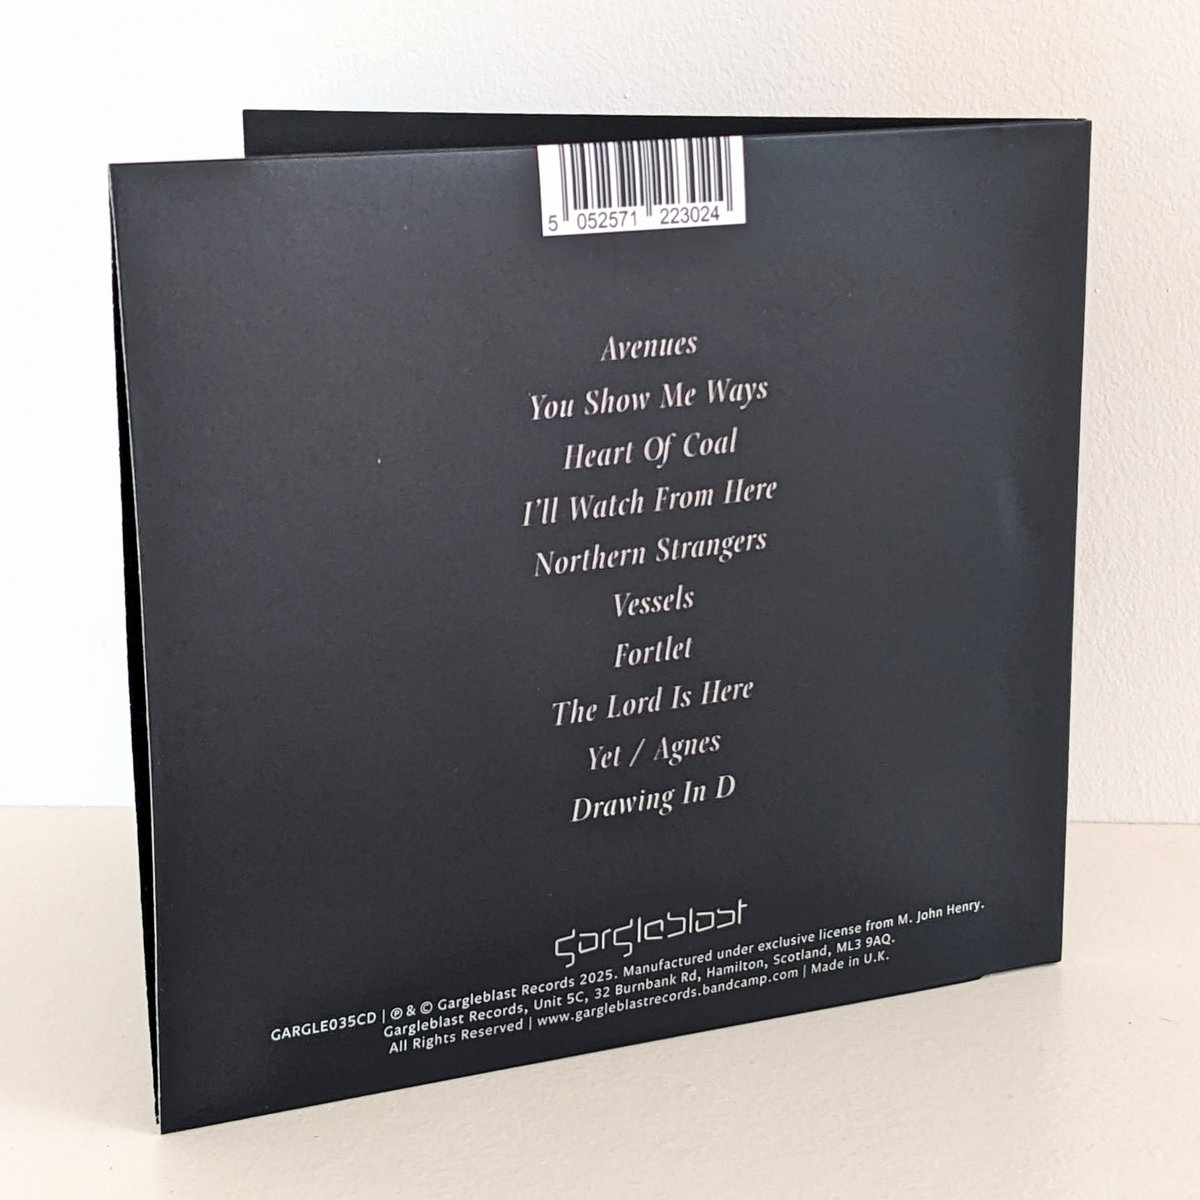 5 052571 223024
Avenues
You Show Me Ways
Heart Of Coal
I'll Watch From Here
Northern Strangers
Vessels
Fortlet
The Lord Is Here
Yet / Agnes
Drawing In D
gargleblast
GARGLE035CD | ℗ & © Gargleblast Records 2025. Manufactured under exclusive license from M. John Henry.
Gargleblast Records, Unit 5C, 32 Burnbank Rd, Hamilton, Scotland, ML3 9AQ.
All Rights Reserved | www.gargleblastrecords.bandcamp.com | Made in U.K.